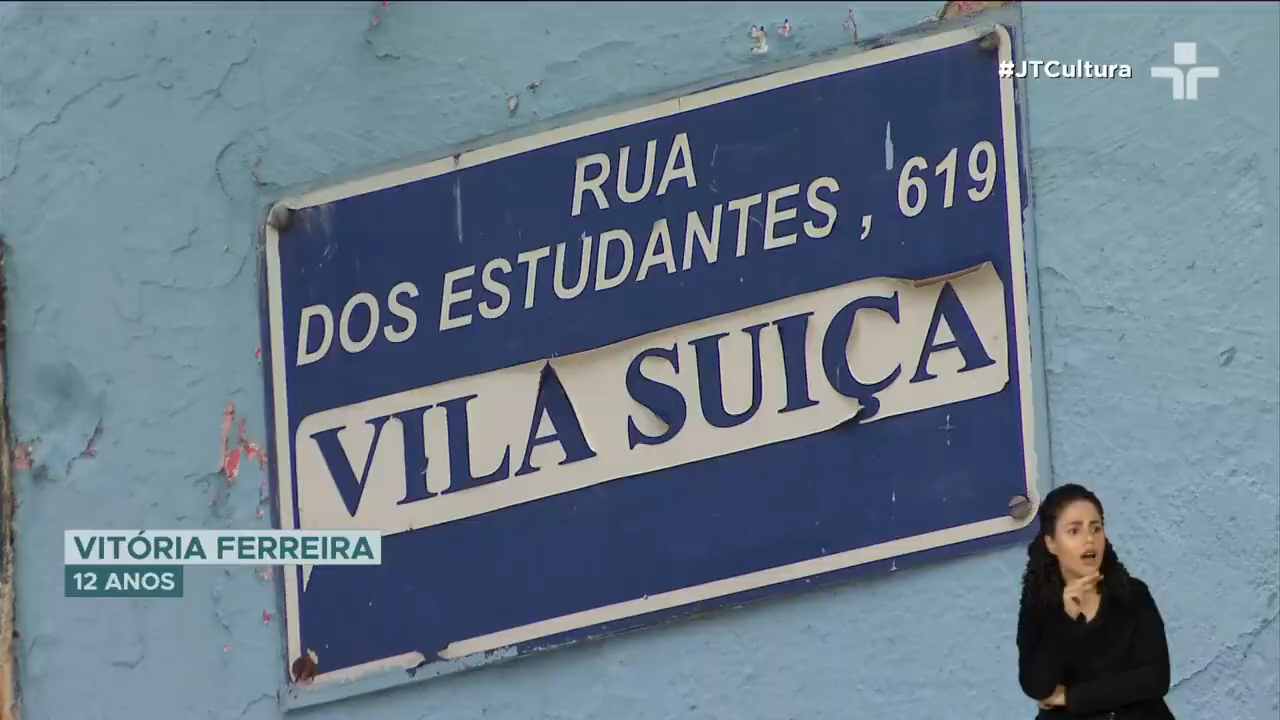 #JTCultura
RUA
DOS ESTUDANTES , 619
VILA SUIÇA
VITÓRIA FERREIRA
12 ANOS